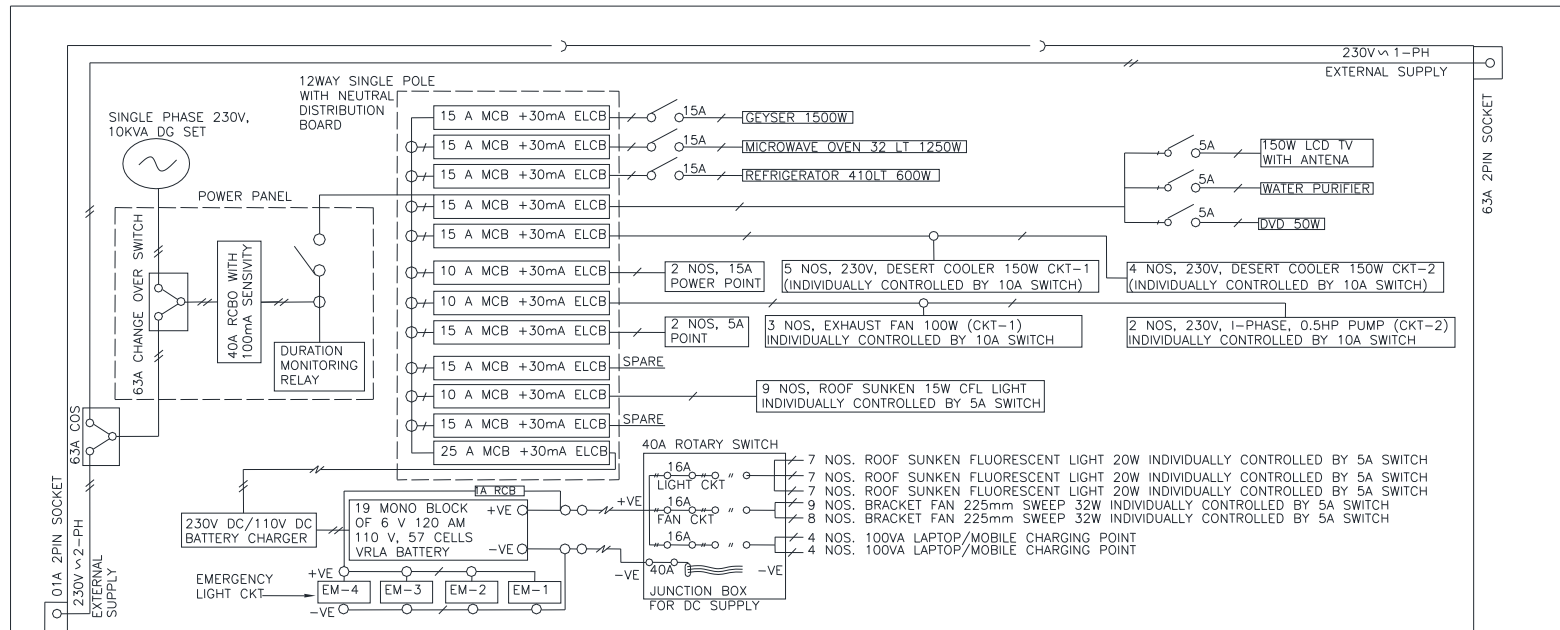 230V ∿ 1-PH
EXTERNAL SUPPLY
63A 2PIN SOCKET
12WAY SINGLE POLE
WITH NEUTRAL
DISTRIBUTION
BOARD
SINGLE PHASE 230V,
10KVA DG SET
POWER PANEL
63A CHANGE OVER SWITCH
40A RCBO WITH
100mA SENSIVITY
DURATION
MONITORING
RELAY
15 A MCB +30mA ELCB
15A
GEYSER 1500W
15 A MCB +30mA ELCB
15A
MICROWAVE OVEN 32 LT 1250W
15 A MCB +30mA ELCB
15A
REFRIGERATOR 410LT 600W
15 A MCB +30mA ELCB
5A
150W LCD TV
WITH ANTENA
5A
WATER PURIFIER
5A
DVD 50W
15 A MCB +30mA ELCB
5 NOS, 230V, DESERT COOLER 150W CKT-1
(INDIVIDUALLY CONTROLLED BY 10A SWITCH)
4 NOS, 230V, DESERT COOLER 150W CKT-2
(INDIVIDUALLY CONTROLLED BY 10A SWITCH)
10 A MCB +30mA ELCB
2 NOS, 15A
POWER POINT
10 A MCB +30mA ELCB
3 NOS, EXHAUST FAN 100W (CKT-1)
INDIVIDUALLY CONTROLLED BY 10A SWITCH
2 NOS, 230V, I-PHASE, 0.5HP PUMP (CKT-2)
INDIVIDUALLY CONTROLLED BY 10A SWITCH
15 A MCB +30mA ELCB
2 NOS, 5A
POINT
15 A MCB +30mA ELCB
SPARE
10 A MCB +30mA ELCB
9 NOS, ROOF SUNKEN 15W CFL LIGHT
INDIVIDUALLY CONTROLLED BY 5A SWITCH
15 A MCB +30mA ELCB
SPARE
25 A MCB +30mA ELCB
63A COS
01A 2PIN SOCKET
230V ∿ 2-PH
EXTERNAL
SUPPLY
230V DC/110V DC
BATTERY CHARGER
1A RCB
19 MONO BLOCK
OF 6 V 120 AM
110 V, 57 CELLS
VRLA BATTERY
+VE
-VE
EMERGENCY
LIGHT CKT
+VE
EM-4
EM-3
EM-2
EM-1
-VE
40A ROTARY SWITCH
+VE
16A
LIGHT CKT
16A
FAN CKT
16A
-VE
40A
-VE
JUNCTION BOX
FOR DC SUPPLY
7 NOS. ROOF SUNKEN FLUORESCENT LIGHT 20W INDIVIDUALLY CONTROLLED BY 5A SWITCH
7 NOS. ROOF SUNKEN FLUORESCENT LIGHT 20W INDIVIDUALLY CONTROLLED BY 5A SWITCH
7 NOS. ROOF SUNKEN FLUORESCENT LIGHT 20W INDIVIDUALLY CONTROLLED BY 5A SWITCH
9 NOS. BRACKET FAN 225mm SWEEP 32W INDIVIDUALLY CONTROLLED BY 5A SWITCH
8 NOS. BRACKET FAN 225mm SWEEP 32W INDIVIDUALLY CONTROLLED BY 5A SWITCH
4 NOS. 100VA LAPTOP/MOBILE CHARGING POINT
4 NOS. 100VA LAPTOP/MOBILE CHARGING POINT